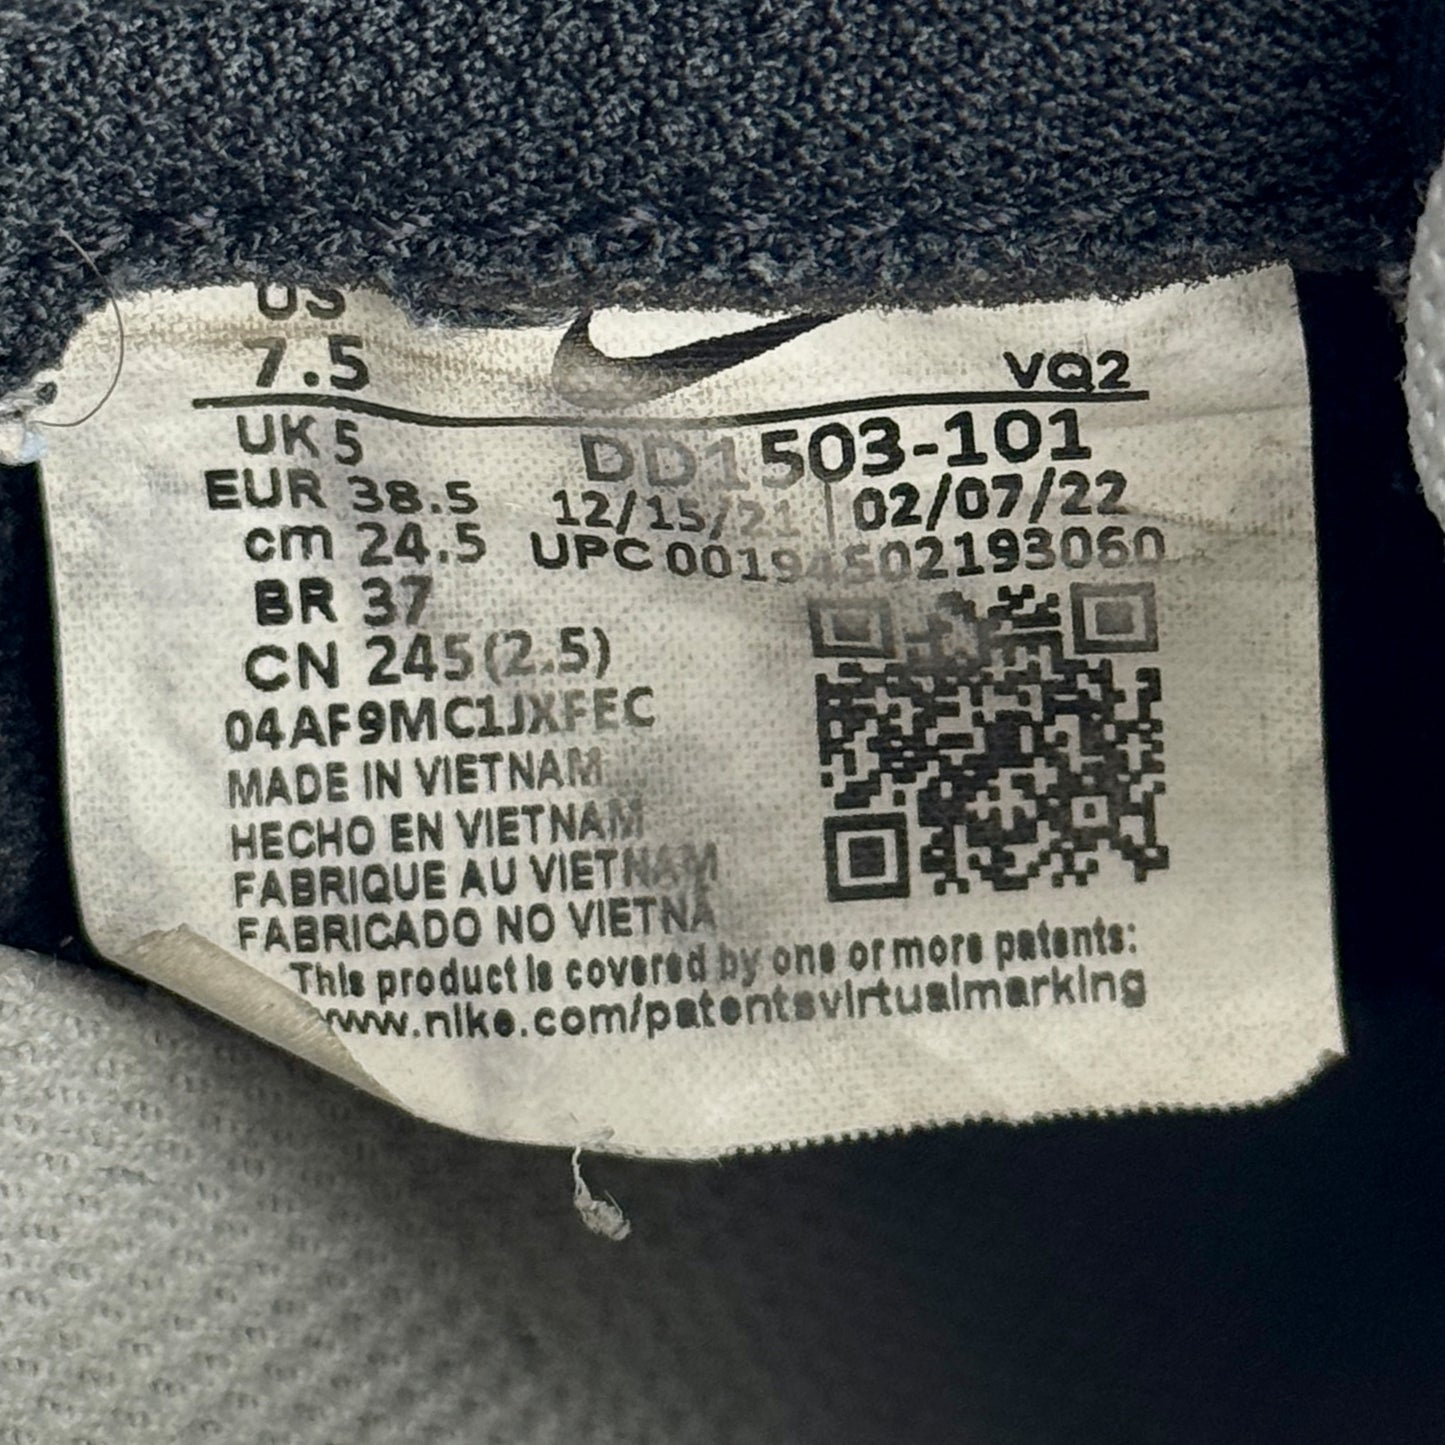 US
7.5
VQ2
UK 5
DD1503-101
EUR 38.5
12/15/21 | 02/07/22
cm 24.5
UPC 00194502193060
BR 37
CN 245(2.5)
04AF9MC1JXFEC
MADE IN VIETNAM
HECHO EN VIETNAM
FABRIQUE AU VIETNAM
FABRICADO NO VIETNA
This product is covered by one or more patents:
www.nike.com/patentsvirtualmarking